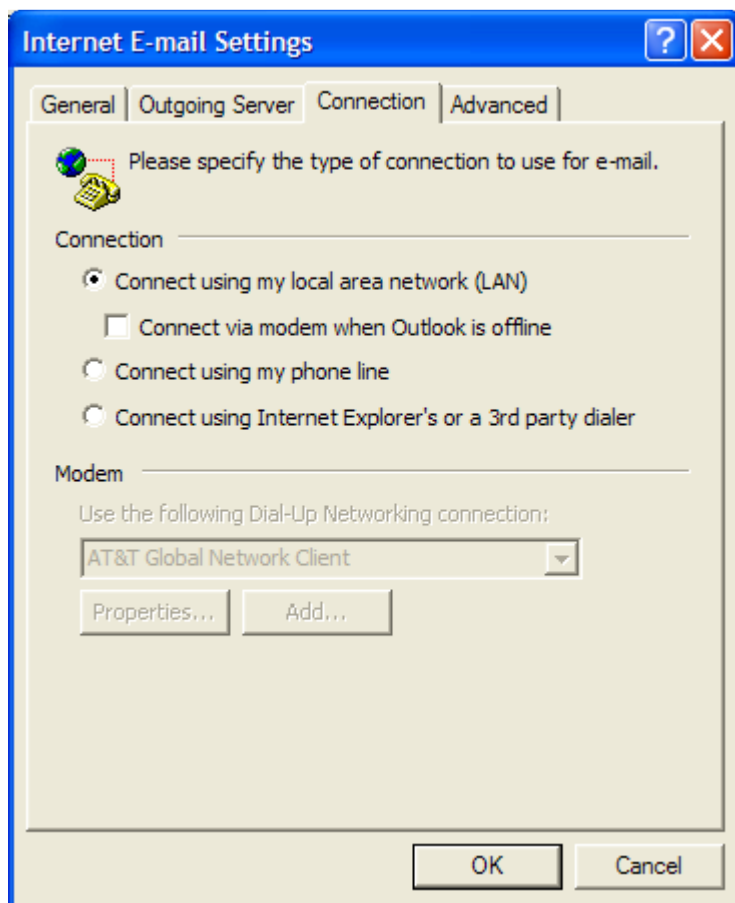 Internet E-mail Settings
?
General Outgoing Server Connection Advanced
Please specify the type of connection to use for e-mail.
Connection
Connect using my local area network (LAN)
Connect via modem when Outlook is offline
Connect using my phone line
Connect using Internet Explorer's or a 3rd party dialer
Modem
Use the following Dial-Up Networking connection:
AT&T Global Network Client
Properties... Add...
OK Cancel